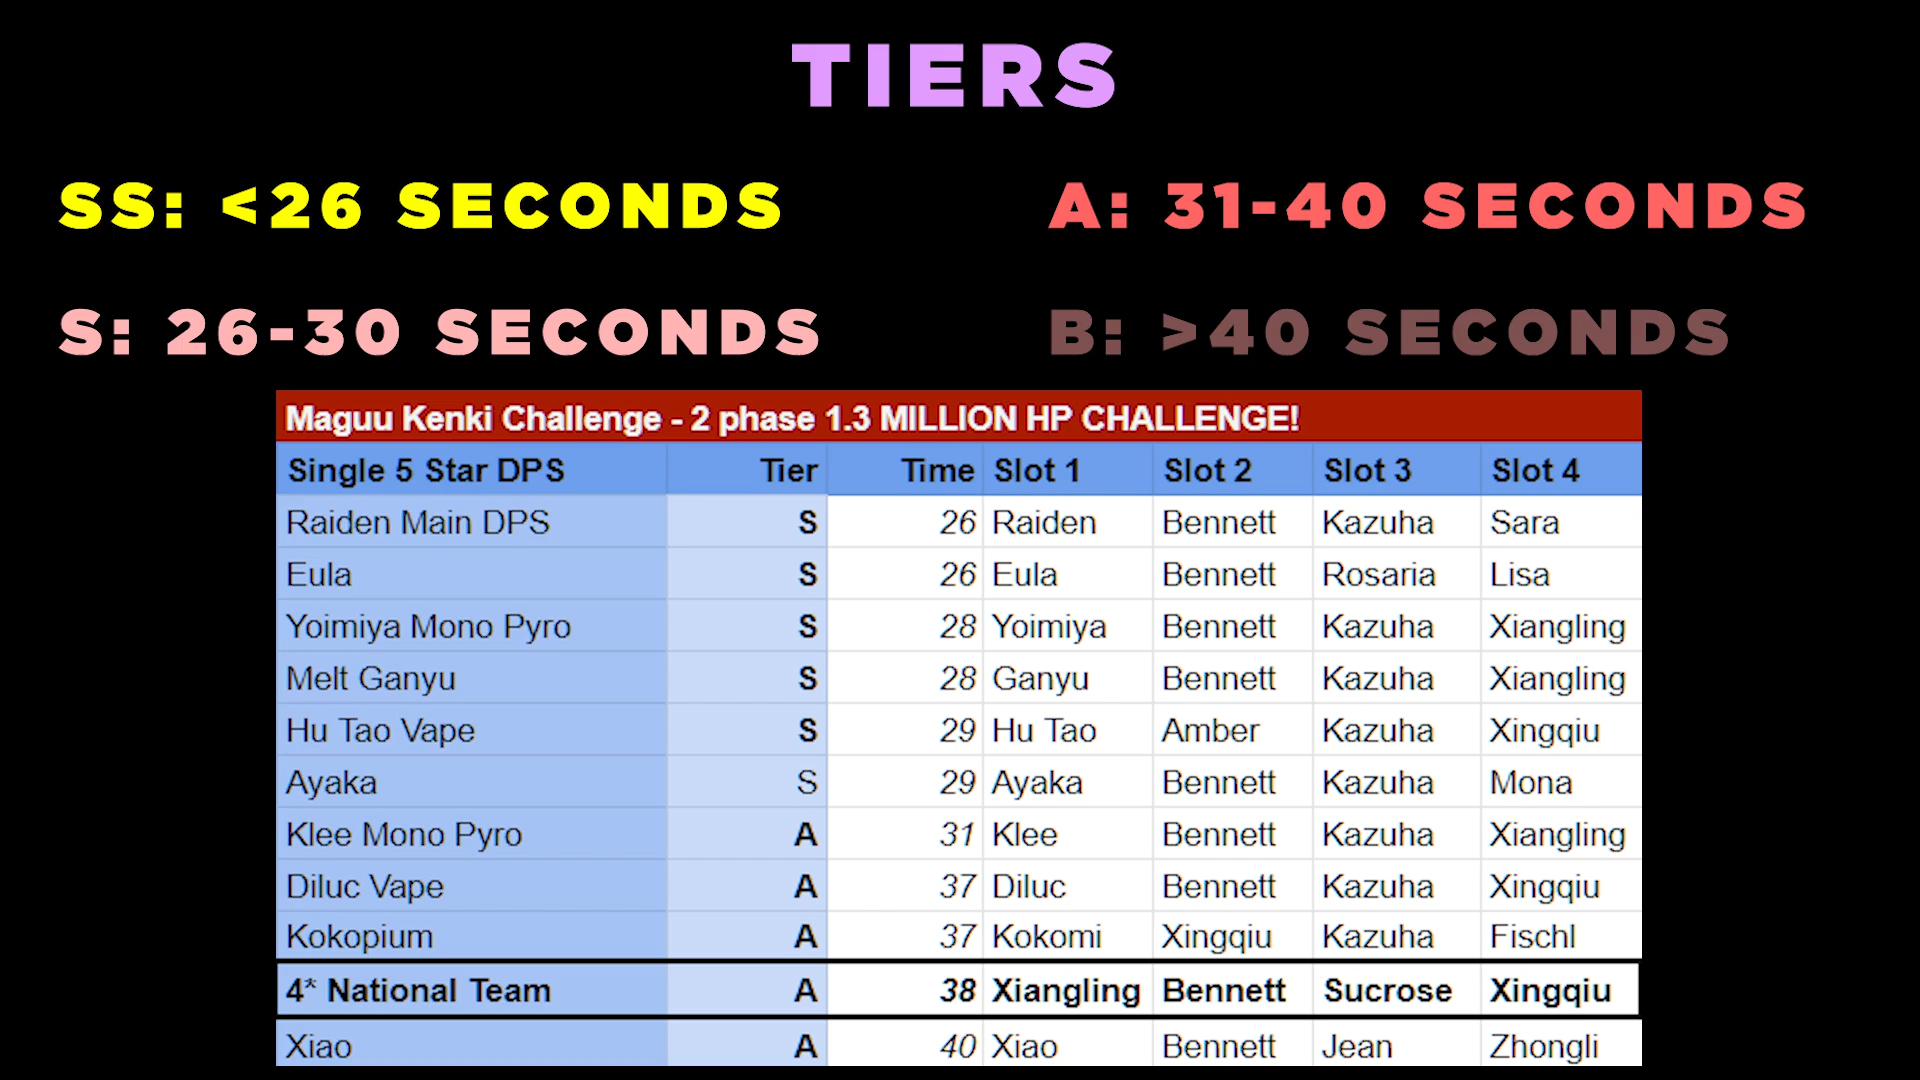 TIERS
SS: <26 SECONDS
A: 31-40 SECONDS
S: 26-30 SECONDS
B: >40 SECONDS
Maguu Kenki Challenge - 2 phase 1.3 MILLION HP CHALLENGE!
Single 5 Star DPS Tier Time Slot 1 Slot 2 Slot 3 Slot 4
Raiden Main DPS S 26 Raiden Bennett Kazuha Sara
Eula S 26 Eula Bennett Rosaria Lisa
Yoimiya Mono Pyro S 28 Yoimiya Bennett Kazuha Xiangling
Melt Ganyu S 28 Ganyu Bennett Kazuha Xiangling
Hu Tao Vape S 29 Hu Tao Amber Kazuha Xingqiu
Ayaka S 29 Ayaka Bennett Kazuha Mona
Klee Mono Pyro A 31 Klee Bennett Kazuha Xiangling
Diluc Vape A 37 Diluc Bennett Kazuha Xingqiu
Kokopium A 37 Kokomi Xingqiu Kazuha Fischl
4* National Team A 38 Xiangling Bennett Sucrose Xingqiu
Xiao A 40 Xiao Bennett Jean Zhongli